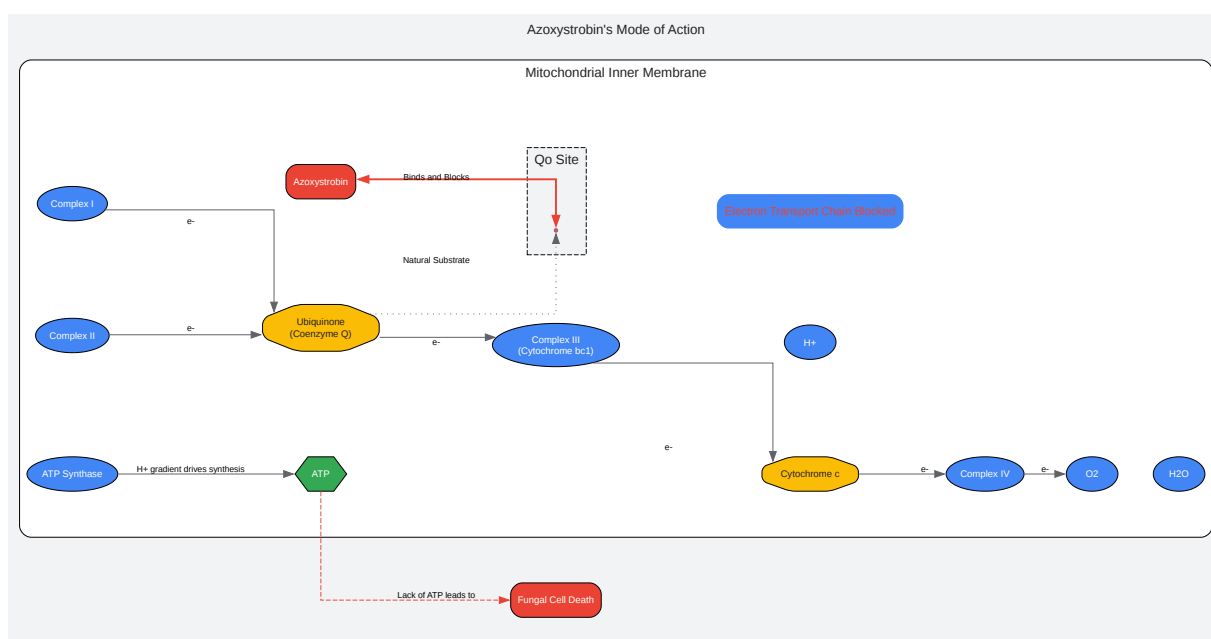 Azoxystrobin's Mode of Action
Mitochondrial Inner Membrane
Qo Site
Azoxystrobin
Binds and Blocks
Complex I
e-
Electron Transport Chain Blocked
Natural Substrate
Ubiquinone
(Coenzyme Q)
Complex II
e-
e-
Complex III
(Cytochrome bc1)
H+
e-
ATP Synthase
H+ gradient drives synthesis
ATP
Cytochrome c
e-
Complex IV
e-
O2
H2O
Lack of ATP leads to
Fungal Cell Death